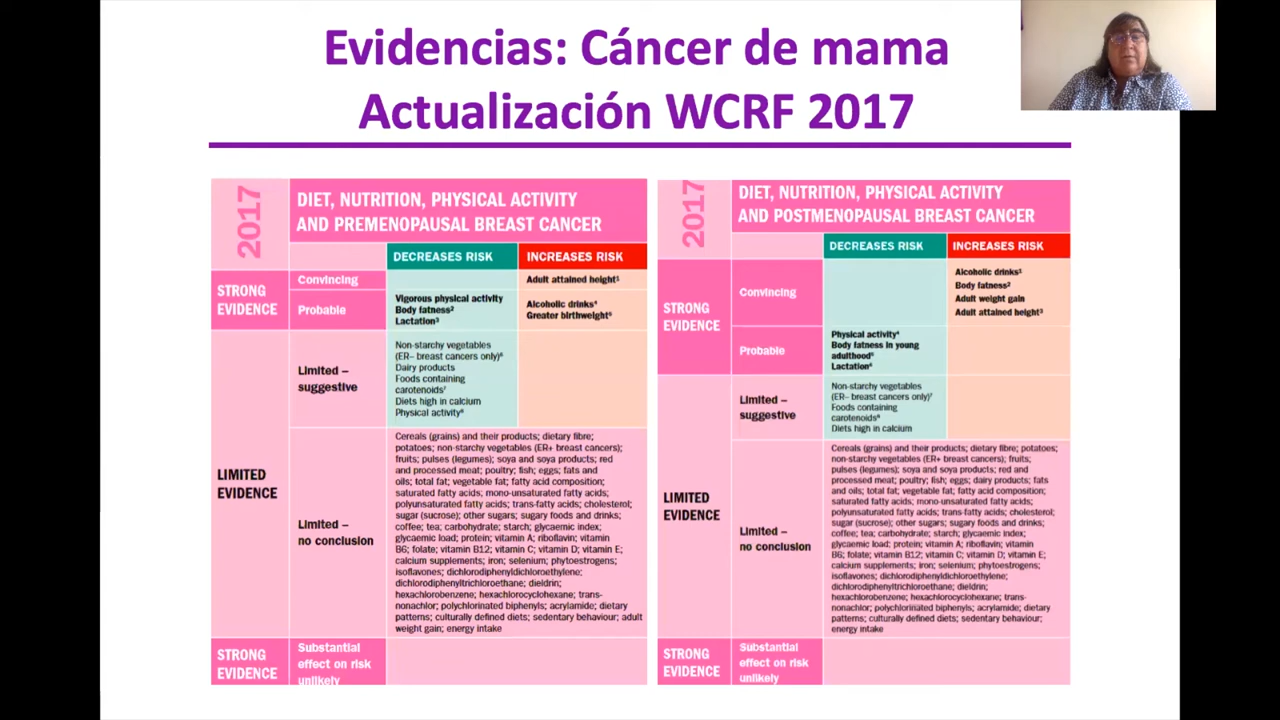 Evidencias: Cáncer de mama
Actualización WCRF 2017
2017
DIET, NUTRITION, PHYSICAL ACTIVITY
AND PREMENOPAUSAL BREAST CANCER
DECREASES RISK
INCREASES RISK
STRONG
EVIDENCE
Convincing
Adult attained height¹
Probable
Vigorous physical activity
Body fatness²
Lactation³
Alcoholic drinks⁴
Greater birthweight⁵
LIMITED
EVIDENCE
Limited –
suggestive
Non-starchy vegetables
(ER– breast cancers only)⁶
Dairy products
Foods containing
carotenoids⁷
Diets high in calcium
Physical activity⁸
Limited –
no conclusion
Cereals (grains) and their products; dietary fibre;
potatoes; non-starchy vegetables (ER+ breast cancers);
fruits; pulses (legumes); soya and soya products; red
and processed meat; poultry; fish; eggs; fats and
oils; total fat; vegetable fat; fatty acid composition;
saturated fatty acids; mono-unsaturated fatty acids;
polyunsaturated fatty acids; trans-fatty acids; cholesterol;
sugar (sucrose); other sugars; sugary foods and drinks;
coffee; tea; carbohydrate; starch; glycaemic index;
glycaemic load; protein; vitamin A; riboflavin; vitamin
B6; folate; vitamin B12; vitamin C; vitamin D; vitamin E;
calcium supplements; iron; selenium; phytoestrogens;
isoflavones; dichlorodiphenyldichloroethylene;
dichlorodiphenyltrichloroethane; dieldrin;
hexachlorobenzene; hexachlorocyclohexane; trans-
nonachlor; polychlorinated biphenyls; acrylamide; dietary
patterns; culturally defined diets; sedentary behaviour; adult
weight gain; energy intake
STRONG
EVIDENCE
Substantial
effect on risk
unlikely
2017
DIET, NUTRITION, PHYSICAL ACTIVITY
AND POSTMENOPAUSAL BREAST CANCER
DECREASES RISK
INCREASES RISK
STRONG
EVIDENCE
Convincing
Alcoholic drinks¹
Body fatness²
Adult weight gain
Adult attained height³
Probable
Physical activity⁴
Body fatness in young
adulthood⁵
Lactation⁶
LIMITED
EVIDENCE
Limited –
suggestive
Non-starchy vegetables
(ER– breast cancers only)⁷
Foods containing
carotenoids⁸
Diets high in calcium
Limited –
no conclusion
Cereals (grains) and their products; dietary fibre; potatoes;
non-starchy vegetables (ER+ breast cancers); fruits;
pulses (legumes); soya and soya products; red and
processed meat; poultry; fish; eggs; dairy products; fats
and oils; total fat; vegetable fat; fatty acid composition;
saturated fatty acids; mono-unsaturated fatty acids;
polyunsaturated fatty acids; trans-fatty acids; cholesterol;
sugar (sucrose); other sugars; sugary foods and drinks;
coffee; tea; carbohydrate; starch; glycaemic index;
glycaemic load; protein; vitamin A; riboflavin; vitamin
B6; folate; vitamin B12; vitamin C; vitamin D; vitamin E;
calcium supplements; iron; selenium; phytoestrogens;
isoflavones; dichlorodiphenyldichloroethylene;
dichlorodiphenyltrichloroethane; dieldrin;
hexachlorobenzene; hexachlorocyclohexane; trans-
nonachlor; polychlorinated biphenyls; acrylamide; dietary
patterns; culturally defined diets; sedentary behaviour;
energy intake
STRONG
EVIDENCE
Substantial
effect on risk
unlikely